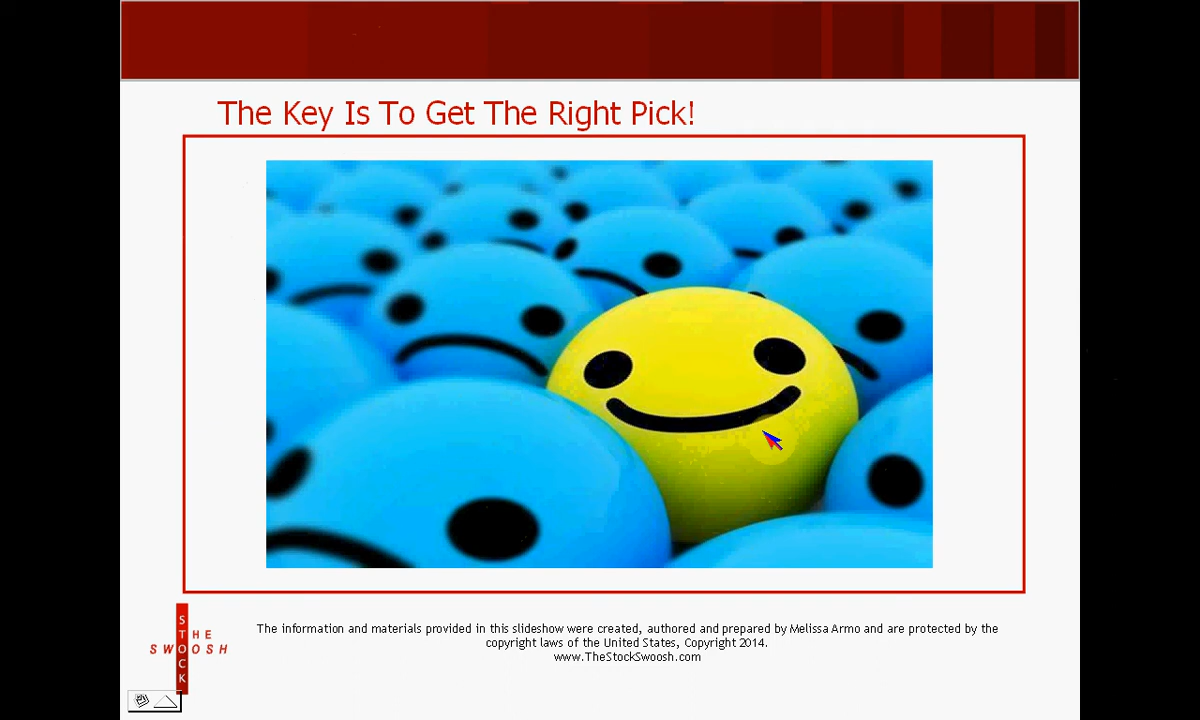 The Key Is To Get The Right Pick!
The information and materials provided in this slideshow were created, authored and prepared by Melissa Armo and are protected by the
copyright laws of the United States, Copyright 2014.
www.TheStockSwoosh.com
THE
STOCK
SWOOSH